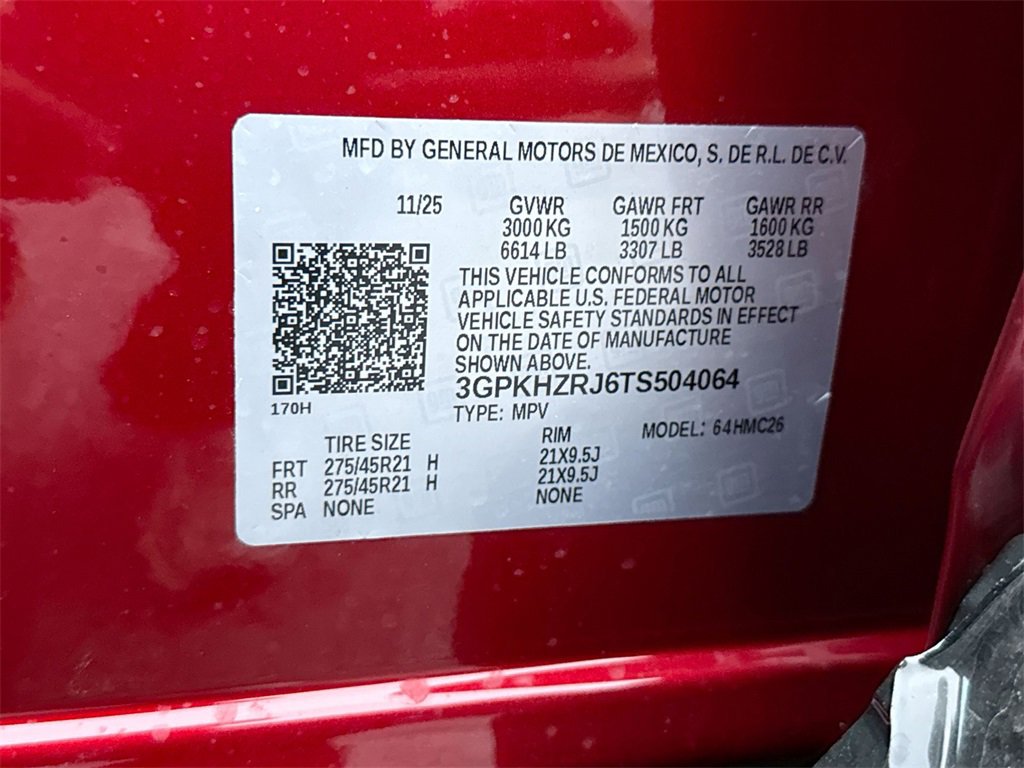 MFD BY GENERAL MOTORS DE MEXICO, S. DE R.L. DE C.V.
11/25 GVWR GAWR FRT GAWR RR
3000 KG 1500 KG 1600 KG
6614 LB 3307 LB 3528 LB
THIS VEHICLE CONFORMS TO ALL
APPLICABLE U.S. FEDERAL MOTOR
VEHICLE SAFETY STANDARDS IN EFFECT
ON THE DATE OF MANUFACTURE
SHOWN ABOVE.
3GPKHZRJ6TS504064
170H
TYPE: MPV
MODEL: 64HMC26
TIRE SIZE RIM
FRT 275/45R21 H 21X9.5J
RR 275/45R21 H 21X9.5J
SPA NONE NONE